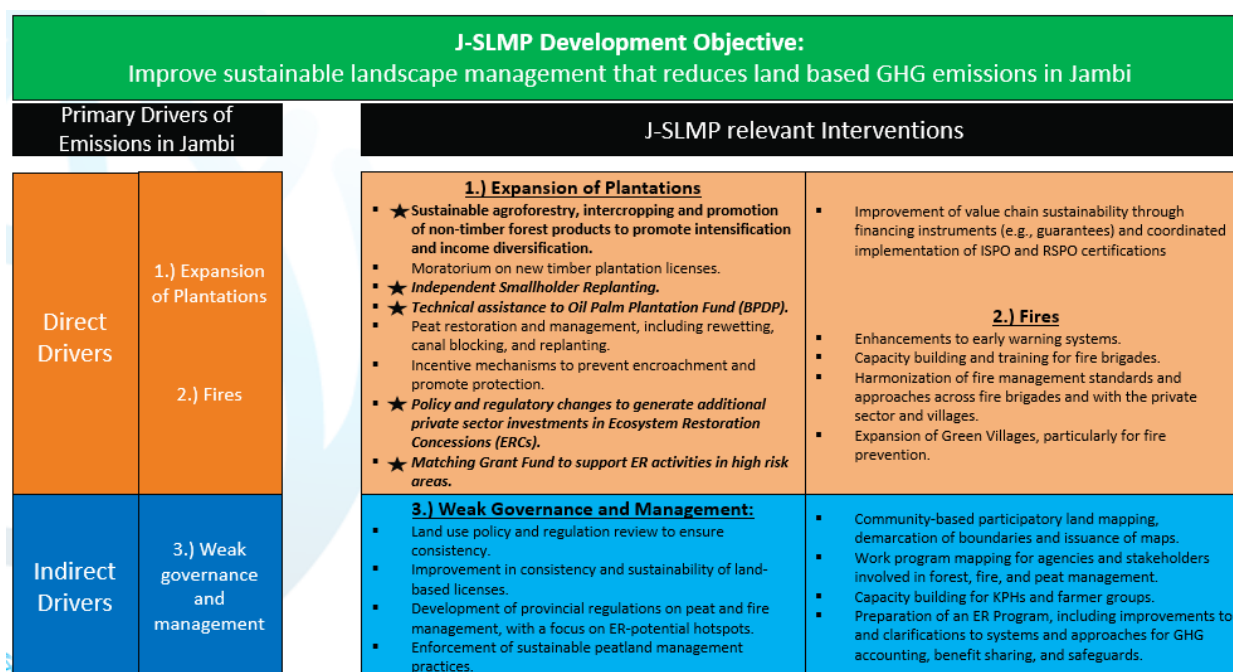 J-SLMP Development Objective:
Improve sustainable landscape management that reduces land based GHG emissions in Jambi
Primary Drivers of
Emissions in Jambi
J-SLMP relevant Interventions
Direct
Drivers
1.) Expansion
of Plantations
2.) Fires
1.) Expansion of Plantations
▪ ★ Sustainable agroforestry, intercropping and promotion
of non-timber forest products to promote intensification
and income diversification.
▪ Moratorium on new timber plantation licenses.
▪ ★ Independent Smallholder Replanting.
▪ ★ Technical assistance to Oil Palm Plantation Fund (BPDP).
▪ Peat restoration and management, including rewetting,
canal blocking, and replanting.
▪ Incentive mechanisms to prevent encroachment and
promote protection.
▪ ★ Policy and regulatory changes to generate additional
private sector investments in Ecosystem Restoration
Concessions (ERCs).
▪ ★ Matching Grant Fund to support ER activities in high risk
areas.
▪ Improvement of value chain sustainability through
financing instruments (e.g., guarantees) and coordinated
implementation of ISPO and RSPO certifications
2.) Fires
▪ Enhancements to early warning systems.
▪ Capacity building and training for fire brigades.
▪ Harmonization of fire management standards and
approaches across fire brigades and with the private
sector and villages.
▪ Expansion of Green Villages, particularly for fire
prevention.
Indirect
Drivers
3.) Weak
governance
and
management
3.) Weak Governance and Management:
▪ Land use policy and regulation review to ensure
consistency.
▪ Improvement in consistency and sustainability of land-
based licenses.
▪ Development of provincial regulations on peat and fire
management, with a focus on ER-potential hotspots.
▪ Enforcement of sustainable peatland management
practices.
▪ Community-based participatory land mapping,
demarcation of boundaries and issuance of maps.
▪ Work program mapping for agencies and stakeholders
involved in forest, fire, and peat management.
▪ Capacity building for KPHs and farmer groups.
▪ Preparation of an ER Program, including improvements to
and clarifications to systems and approaches for GHG
accounting, benefit sharing, and safeguards.